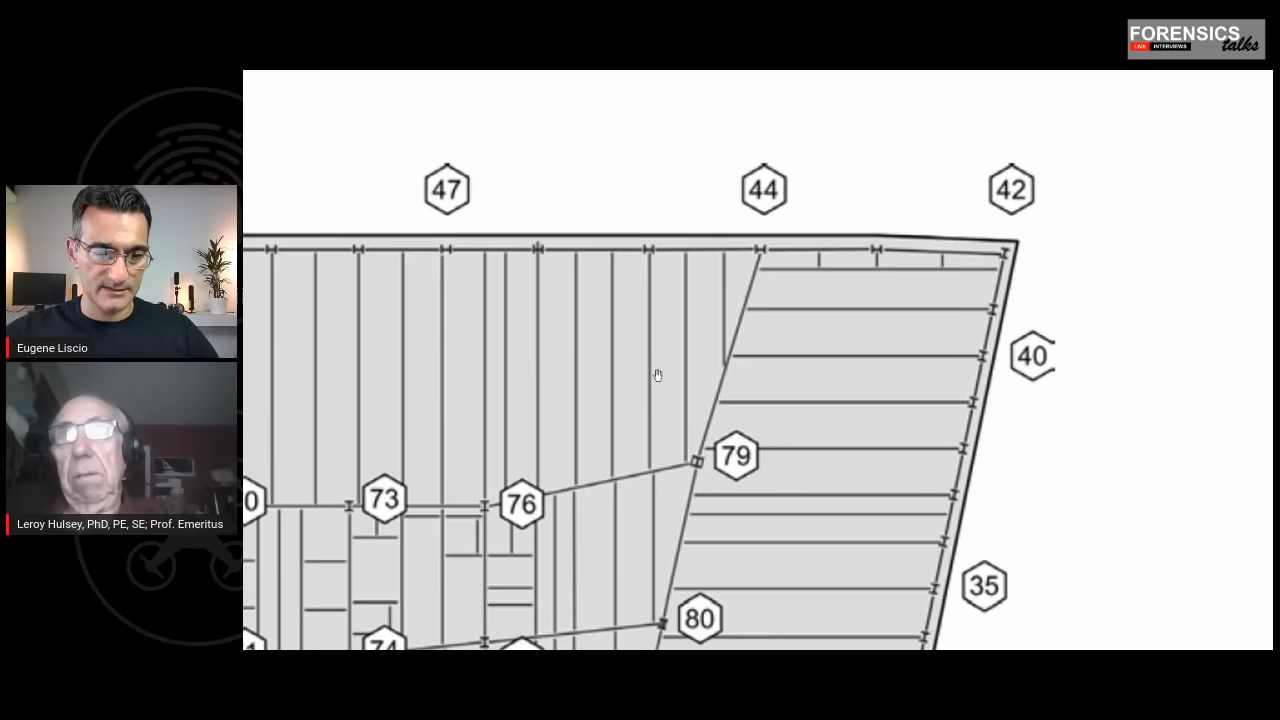 FORENSICS
LIVE INTERVIEWS talks
47
44
42
40
79
0
73
76
35
80
74
Eugene Liscio
Leroy Hulsey, PhD, PE, SE; Prof. Emeritus